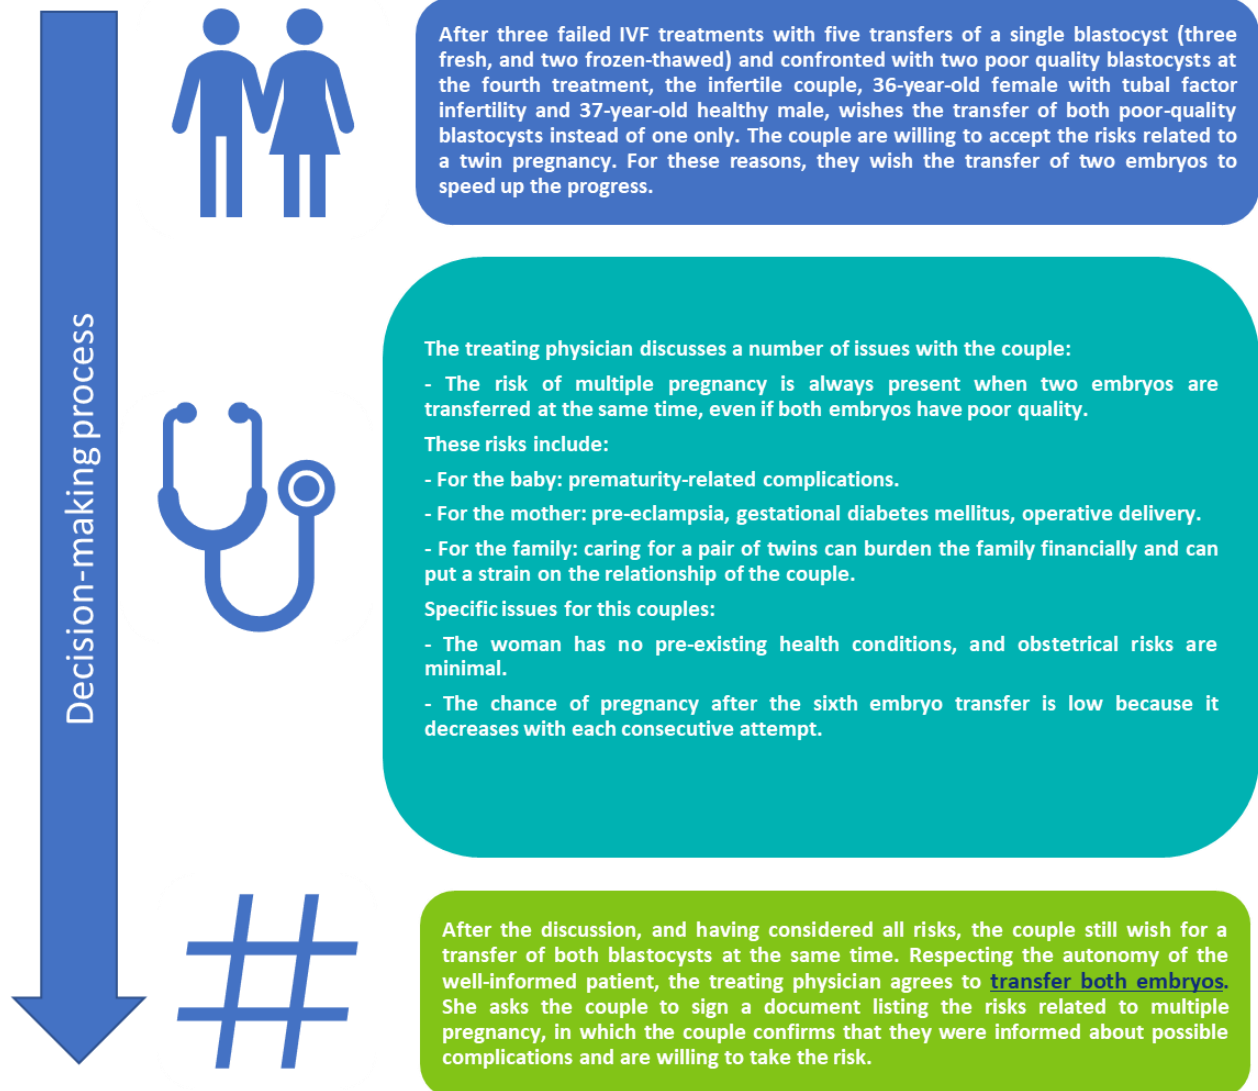 Decision-making process
After three failed IVF treatments with five transfers of a single blastocyst (three
fresh, and two frozen-thawed) and confronted with two poor quality blastocysts at
the fourth treatment, the infertile couple, 36-year-old female with tubal factor
infertility and 37-year-old healthy male, wishes the transfer of both poor-quality
blastocysts instead of one only. The couple are willing to accept the risks related to
a twin pregnancy. For these reasons, they wish the transfer of two embryos to
speed up the progress.
The treating physician discusses a number of issues with the couple:
- The risk of multiple pregnancy is always present when two embryos are
transferred at the same time, even if both embryos have poor quality.
These risks include:
- For the baby: prematurity-related complications.
- For the mother: pre-eclampsia, gestational diabetes mellitus, operative delivery.
- For the family: caring for a pair of twins can burden the family financially and can
put a strain on the relationship of the couple.
Specific issues for this couples:
- The woman has no pre-existing health conditions, and obstetrical risks are
minimal.
- The chance of pregnancy after the sixth embryo transfer is low because it
decreases with each consecutive attempt.
After the discussion, and having considered all risks, the couple still wish for a
transfer of both blastocysts at the same time. Respecting the autonomy of the
well-informed patient, the treating physician agrees to transfer both embryos.
She asks the couple to sign a document listing the risks related to multiple
pregnancy, in which the couple confirms that they were informed about possible
complications and are willing to take the risk.